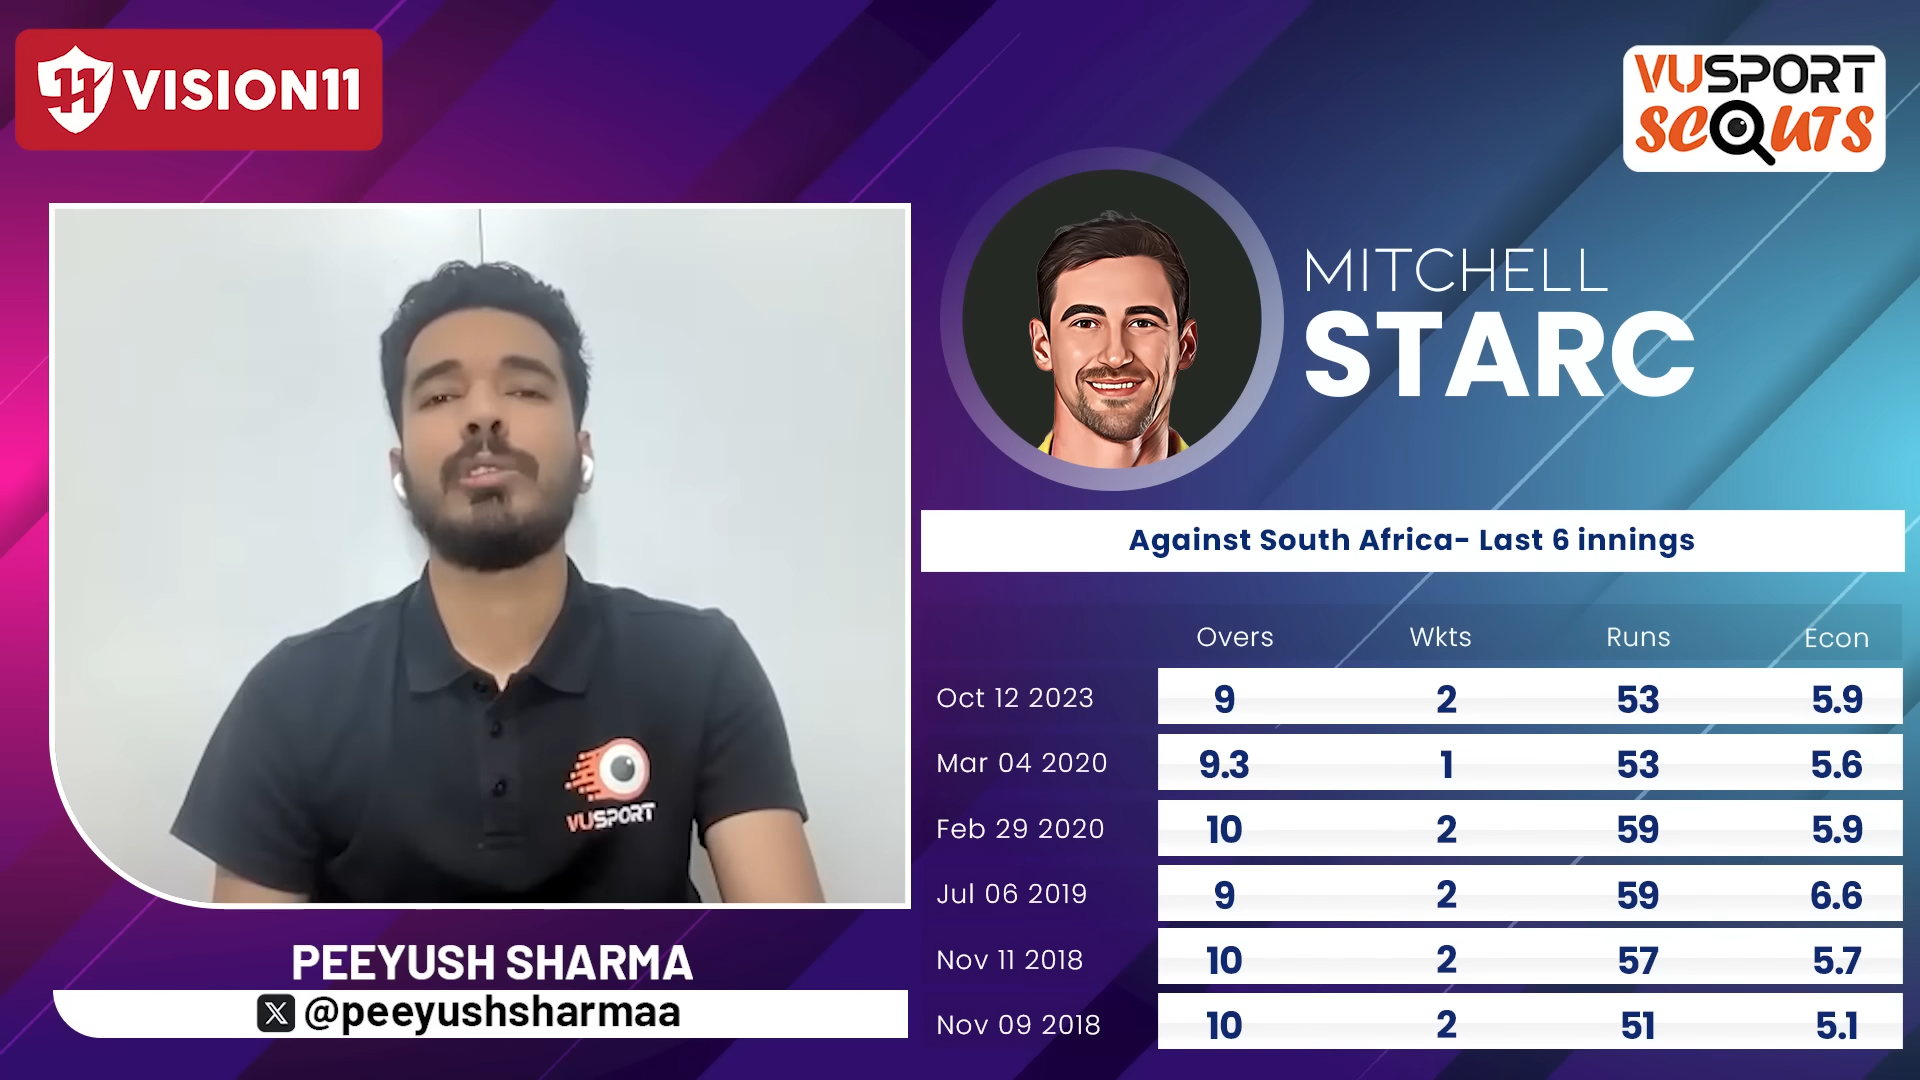 11 VISION11
VUSPORT
SCOUTS
MITCHELL
STARC
Against South Africa- Last 6 innings
Overs Wkts Runs Econ
Oct 12 2023 9 2 53 5.9
Mar 04 2020 9.3 1 53 5.6
Feb 29 2020 10 2 59 5.9
Jul 06 2019 9 2 59 6.6
Nov 11 2018 10 2 57 5.7
Nov 09 2018 10 2 51 5.1
VUSPORT
PEEYUSH SHARMA
X @peeyushsharmaa